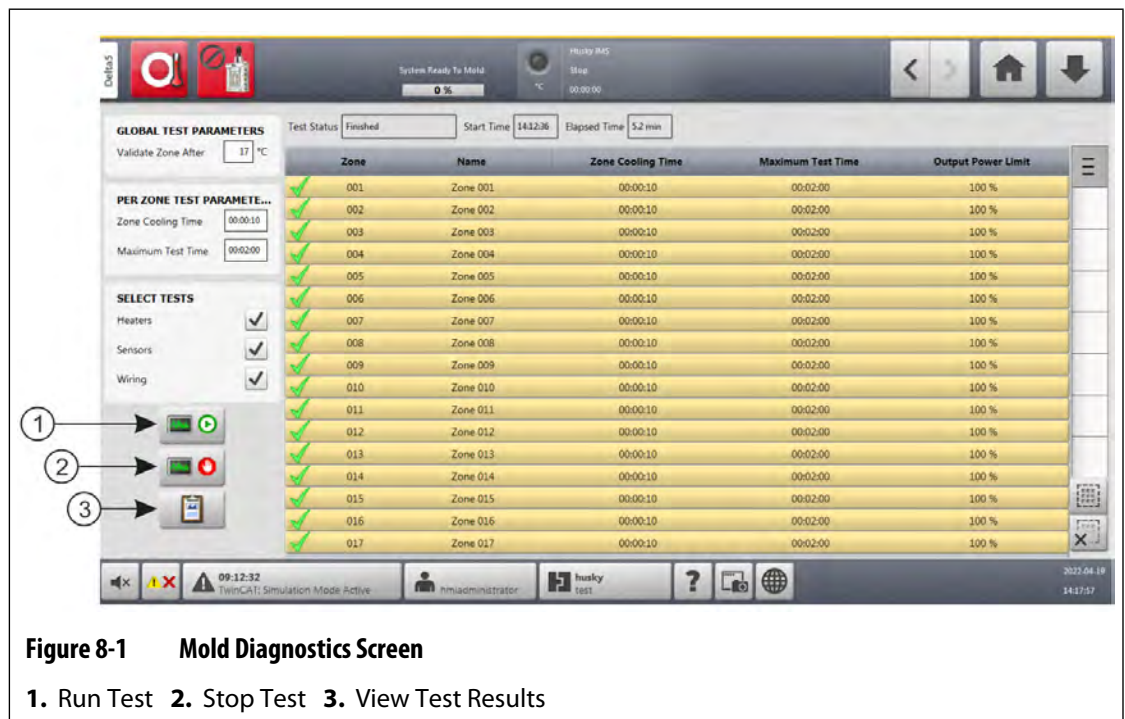 Delta5
System Ready To Mold
0 %
°C
Husky IMS
Stop
00:00:00
GLOBAL TEST PARAMETERS
Validate Zone After 17 °C
PER ZONE TEST PARAMETE...
Zone Cooling Time 00:00:10
Maximum Test Time 00:02:00
SELECT TESTS
Heaters
Sensors
Wiring
1
2
3
Test Status Finished Start Time 14:12:36 Elapsed Time 5.2 min
Zone Name Zone Cooling Time Maximum Test Time Output Power Limit
001 Zone 001 00:00:10 00:02:00 100 %
002 Zone 002 00:00:10 00:02:00 100 %
003 Zone 003 00:00:10 00:02:00 100 %
004 Zone 004 00:00:10 00:02:00 100 %
005 Zone 005 00:00:10 00:02:00 100 %
006 Zone 006 00:00:10 00:02:00 100 %
007 Zone 007 00:00:10 00:02:00 100 %
008 Zone 008 00:00:10 00:02:00 100 %
009 Zone 009 00:00:10 00:02:00 100 %
010 Zone 010 00:00:10 00:02:00 100 %
011 Zone 011 00:00:10 00:02:00 100 %
012 Zone 012 00:00:10 00:02:00 100 %
013 Zone 013 00:00:10 00:02:00 100 %
014 Zone 014 00:00:10 00:02:00 100 %
015 Zone 015 00:00:10 00:02:00 100 %
016 Zone 016 00:00:10 00:02:00 100 %
017 Zone 017 00:00:10 00:02:00 100 %
09:12:32
TwinCAT: Simulation Mode Active
hmiadministrator
husky
test
?
2022-04-19
14:17:57
Figure 8-1 Mold Diagnostics Screen
1. Run Test 2. Stop Test 3. View Test Results